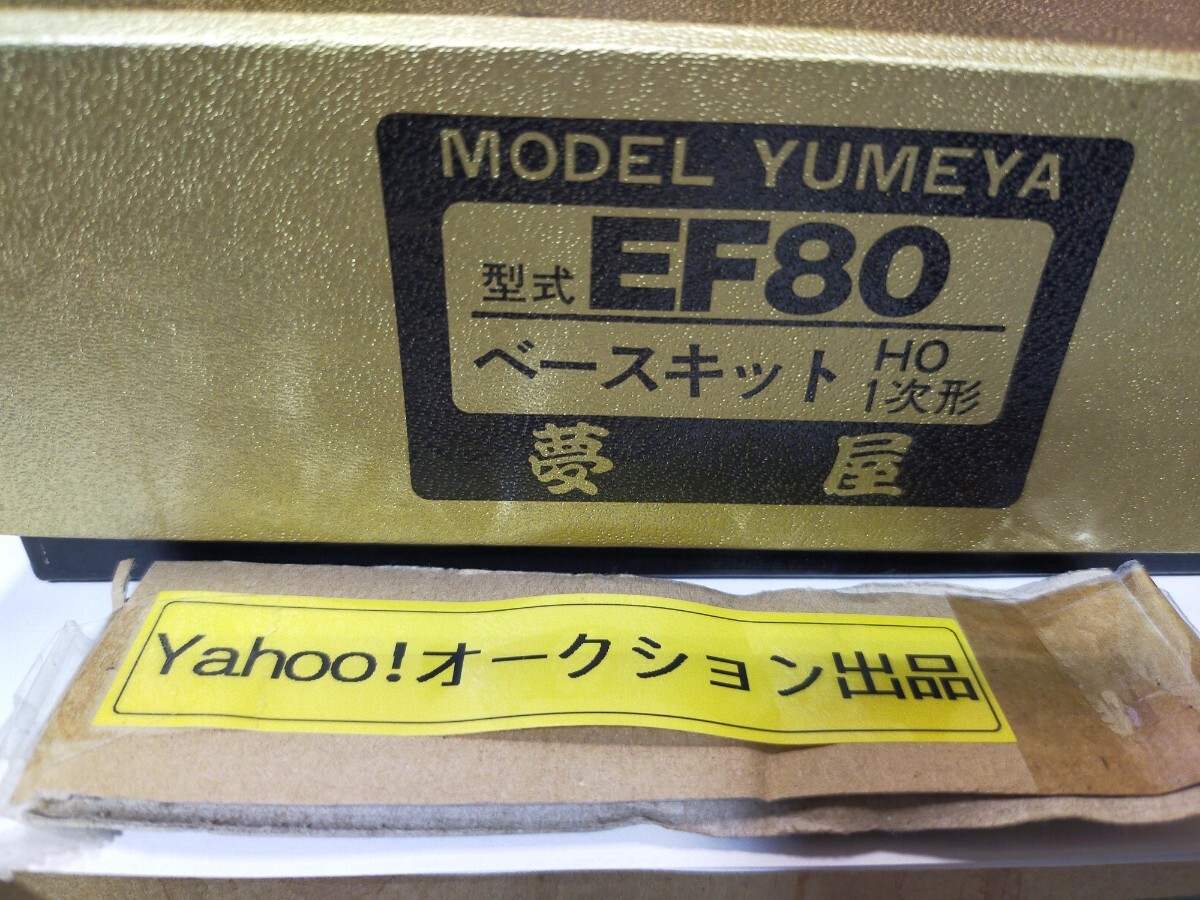 MODEL YUMEYA
型式 EF80
ベースキット HO
1次形
夢屋
Yahoo!オークション出品